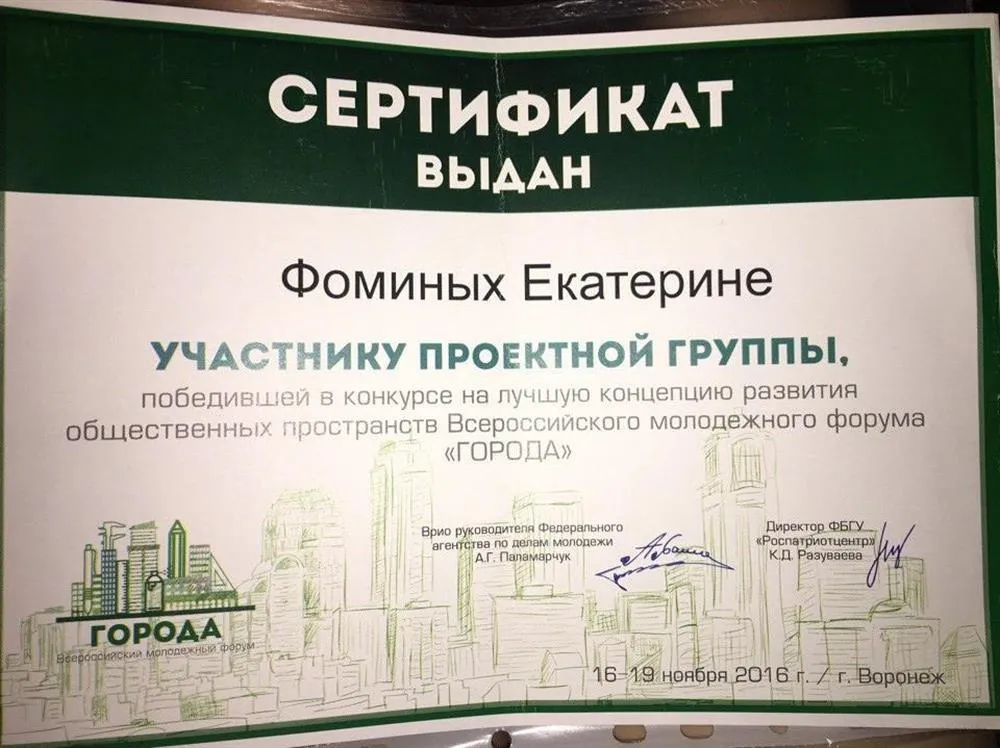 СЕРТИФИКАТ
ВЫДАН
Фоминых Екатерине
УЧАСТНИКУ ПРОЕКТНОЙ ГРУППЫ,
победившей в конкурсе на лучшую концепцию развития
общественных пространств Всероссийского молодежного форума
«ГОРОДА»
Врио руководителя Федерального
агентства по делам молодежи
А.Г. Паламарчук
Директор ФБГУ
«Роспатриотцентр»
К.Д. Разуваева
ГОРОДА
Всероссийский молодежный форум
16-19 ноября 2016 г. / г. Воронеж